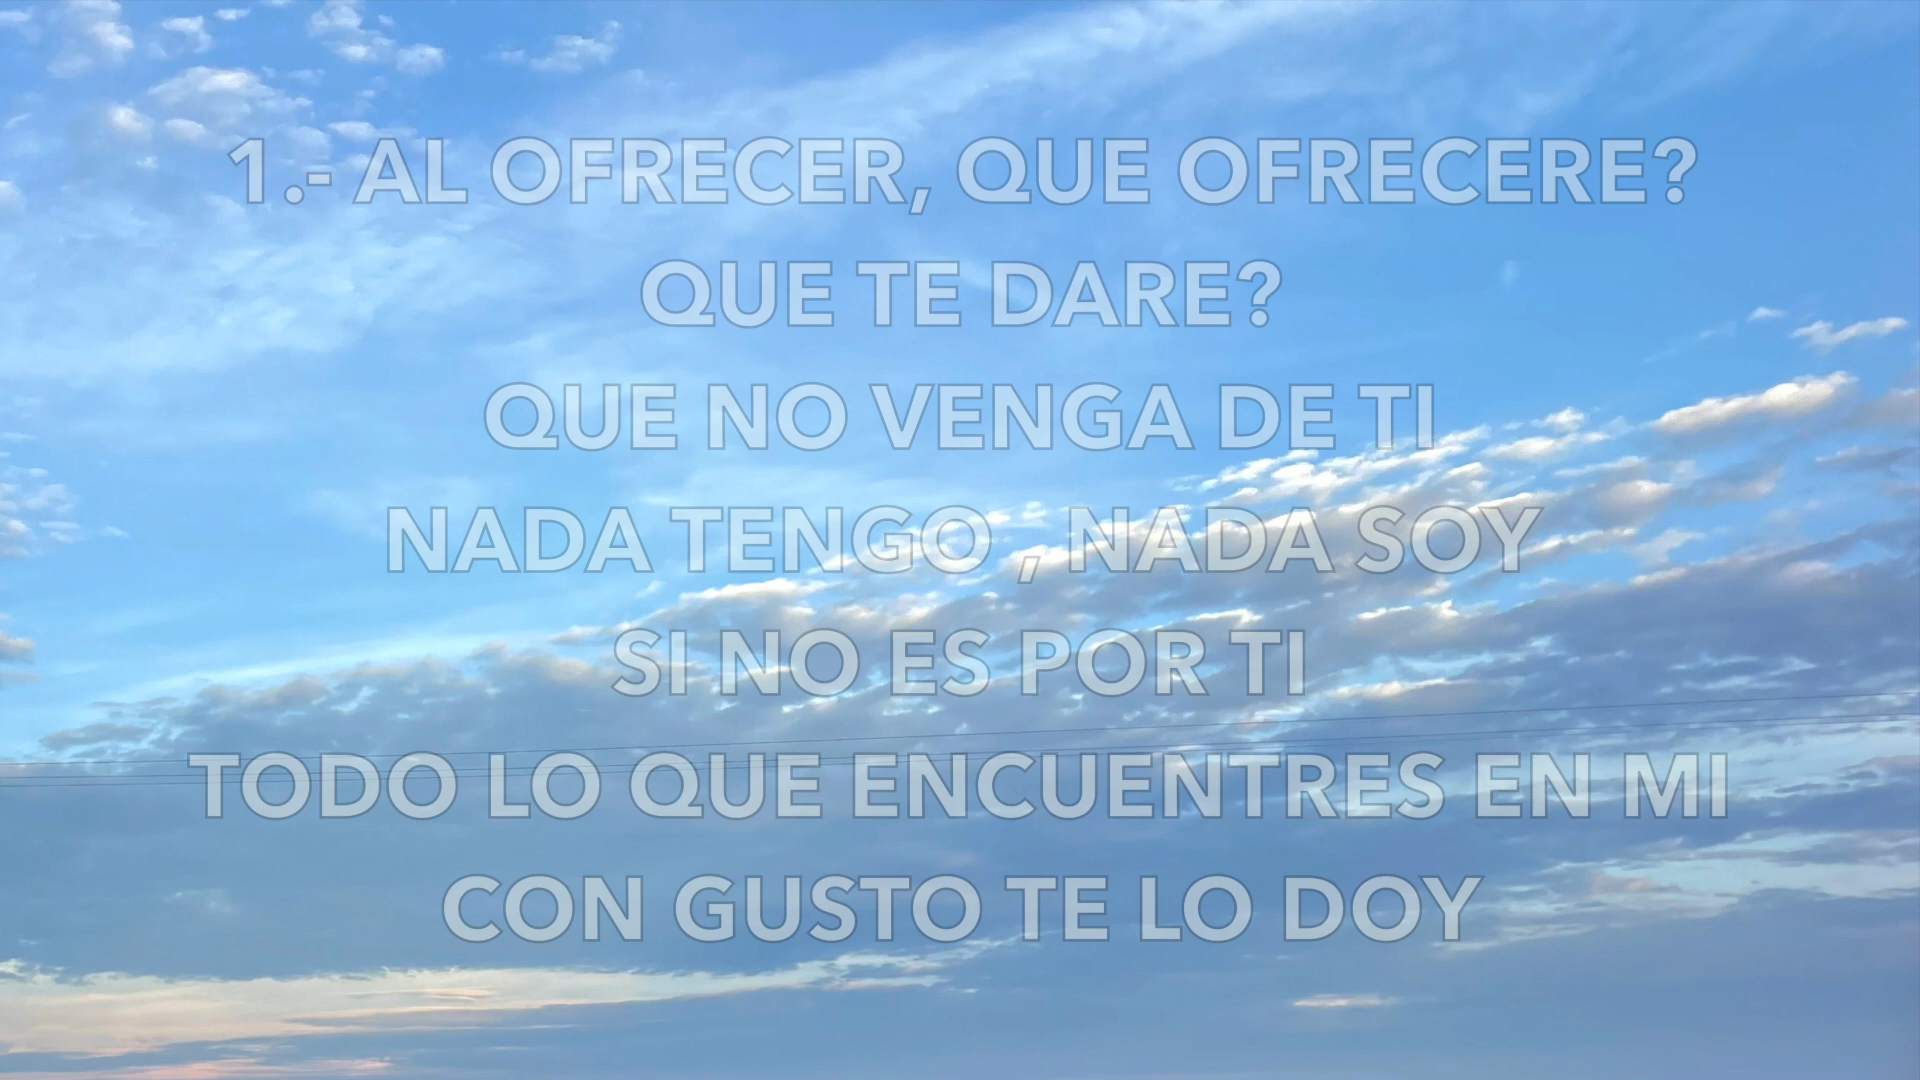 1.- AL OFRECER, QUE OFRECERE?
QUE TE DARE?
QUE NO VENGA DE TI
NADA TENGO , NADA SOY
SI NO ES POR TI
TODO LO QUE ENCUENTRES EN MI
CON GUSTO TE LO DOY